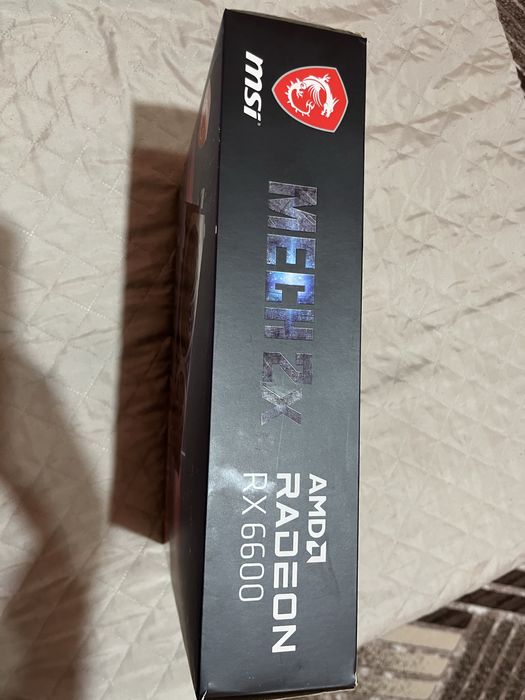 msi
MECH 2X
AMD
RADEON
RX 6600